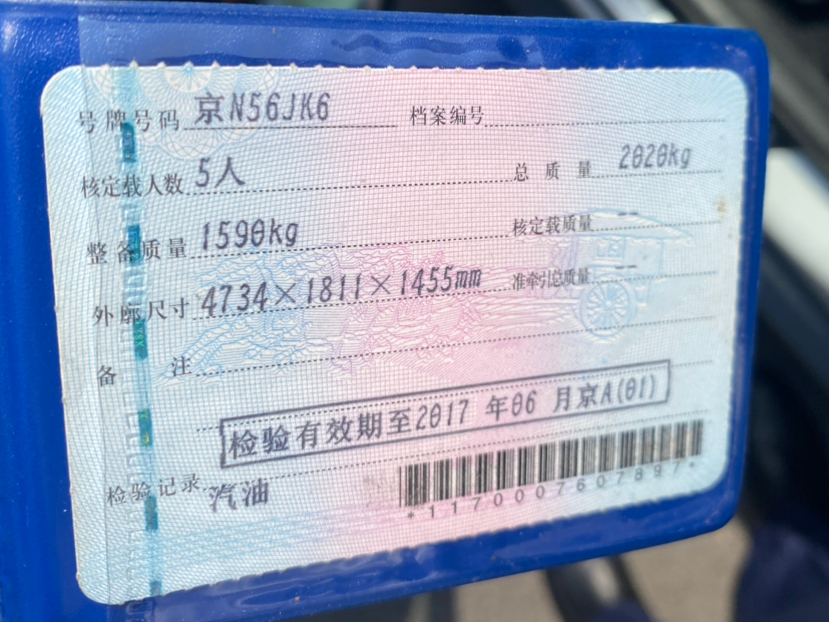 号牌号码 京N56JK6 档案编号
核定载人数 5人 总质量 2020kg
整备质量 1590kg 核定载质量 --
外廓尺寸 4734×1811×1455mm 准牵引总质量 --
备注
检验有效期至2017年06月京A(01)
检验记录 汽油
*1170007607897*